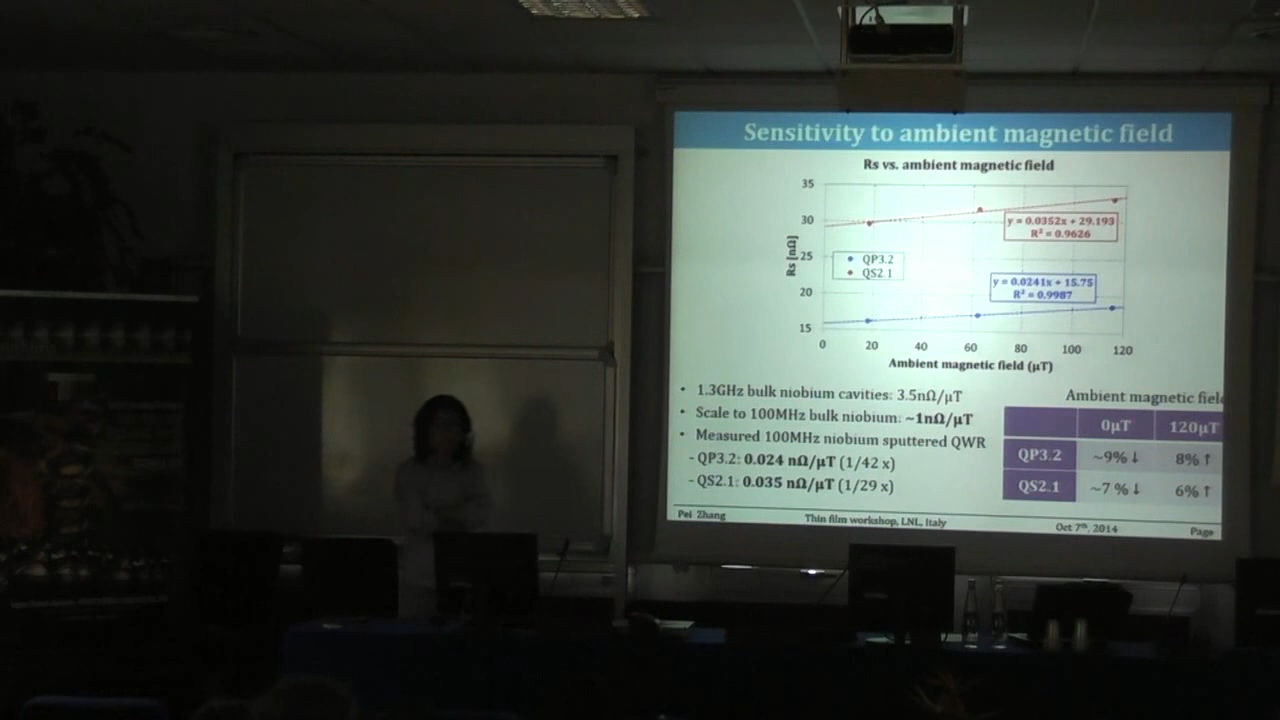 Sensitivity to ambient magnetic field
Rs vs. ambient magnetic field
35
30
25
20
15
Rs [nΩ]
y = 0.0352x + 29.193
R² = 0.9626
QP3.2
QS2.1
y = 0.0241x + 15.75
R² = 0.9987
0 20 40 60 80 100 120
Ambient magnetic field (µT)
• 1.3GHz bulk niobium cavities: 3.5nΩ/µT
• Scale to 100MHz bulk niobium: ~1nΩ/µT
• Measured 100MHz niobium sputtered QWR
- QP3.2: 0.024 nΩ/µT (1/42 x)
- QS2.1: 0.035 nΩ/µT (1/29 x)
Ambient magnetic fiel
0µT 120µT
QP3.2 ~9% ↓ 8% ↑
QS2.1 ~7 % ↓ 6% ↑
Pei Zhang Thin film workshop, LNL, Italy Oct 7th, 2014 Page